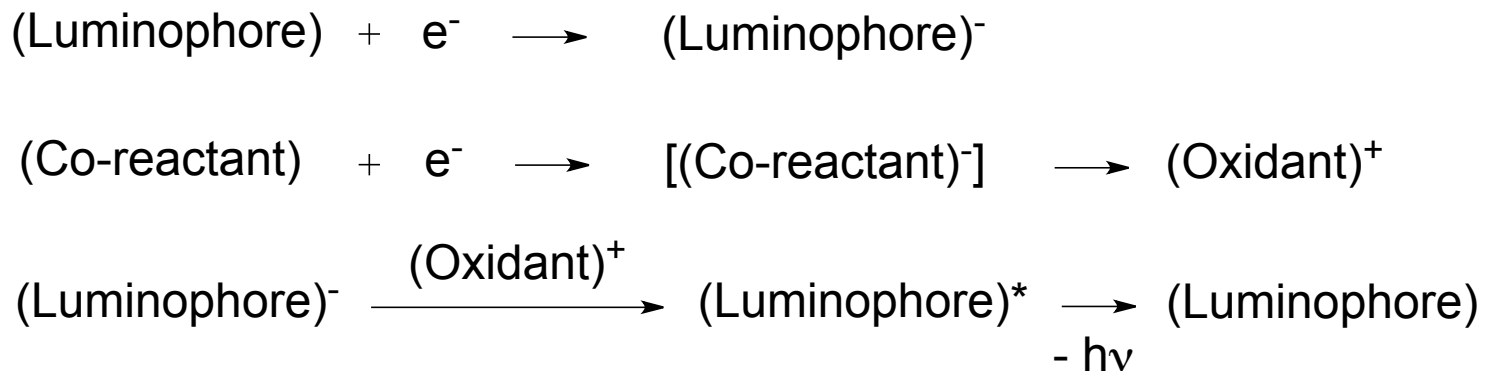 (Luminophore) + e⁻ ⟶ (Luminophore)⁻
(Co-reactant) + e⁻ ⟶ [(Co-reactant)⁻] ⟶ (Oxidant)⁺
(Oxidant)⁺
(Luminophore)⁻ ⟶ (Luminophore)* ⟶ (Luminophore)
- hν